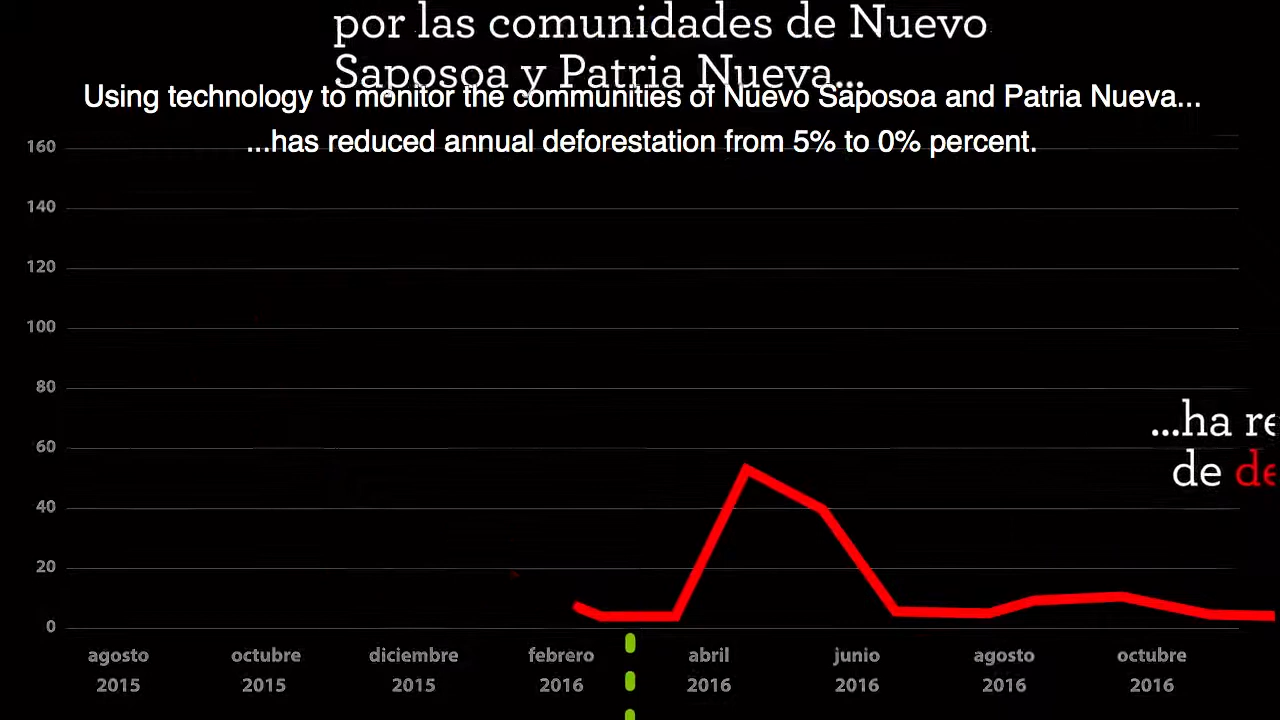 por las comunidades de Nuevo
Saposoa y Patria Nueva...
Using technology to monitor the communities of Nuevo Saposoa and Patria Nueva...
...has reduced annual deforestation from 5% to 0% percent.
160
140
120
100
80
60
40
20
0
...ha re
de de
agosto octubre diciembre febrero abril junio agosto octubre
2015 2015 2015 2016 2016 2016 2016 2016